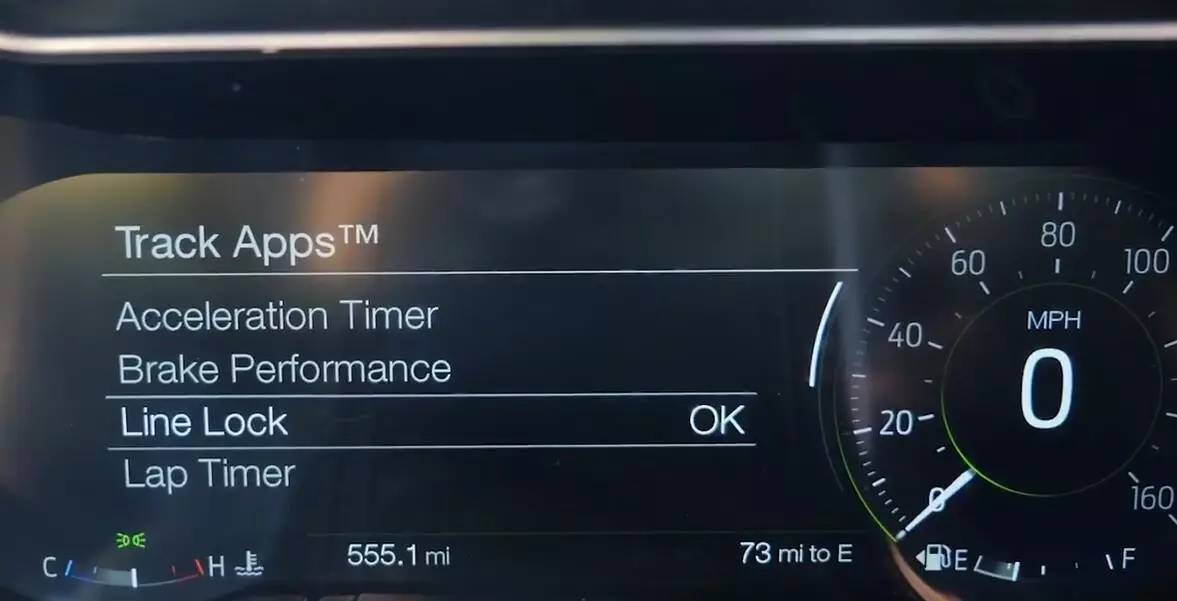 Track Apps™
Acceleration Timer
Brake Performance
Line Lock OK
Lap Timer
C H
555.1 mi
73 mi to E
E F
0
20
40
60
80
100
160
MPH
0